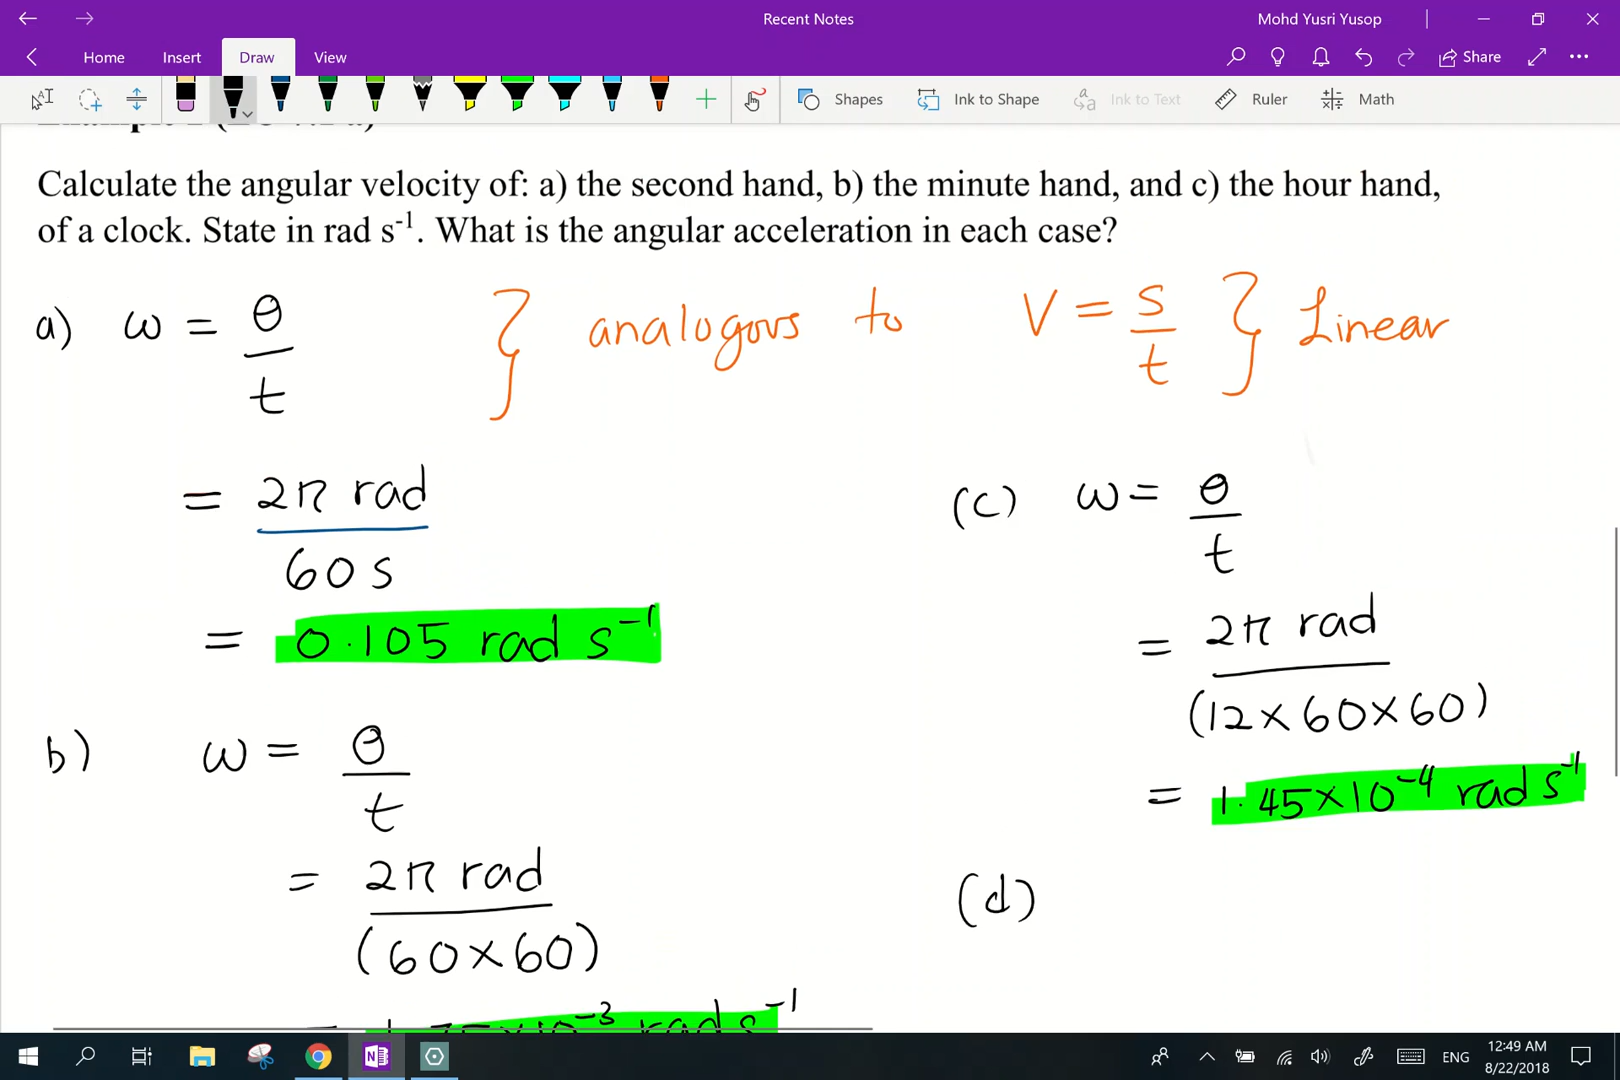 Recent Notes
Mohd Yusri Yusop
Home Insert Draw View
Share
Shapes Ink to Shape Ink to Text Ruler Math
Calculate the angular velocity of: a) the second hand, b) the minute hand, and c) the hour hand,
of a clock. State in rad s⁻¹. What is the angular acceleration in each case?
a) ω = θ / t } analogous to V = s / t } Linear
= 2π rad / 60 s
= 0.105 rad s⁻¹
b) ω = θ / t
= 2π rad / (60×60)
= rad s⁻¹
(c) ω = θ / t
= 2π rad / (12×60×60)
= 1.45×10⁻⁴ rad s⁻¹
(d)
ENG
12:49 AM
8/22/2018